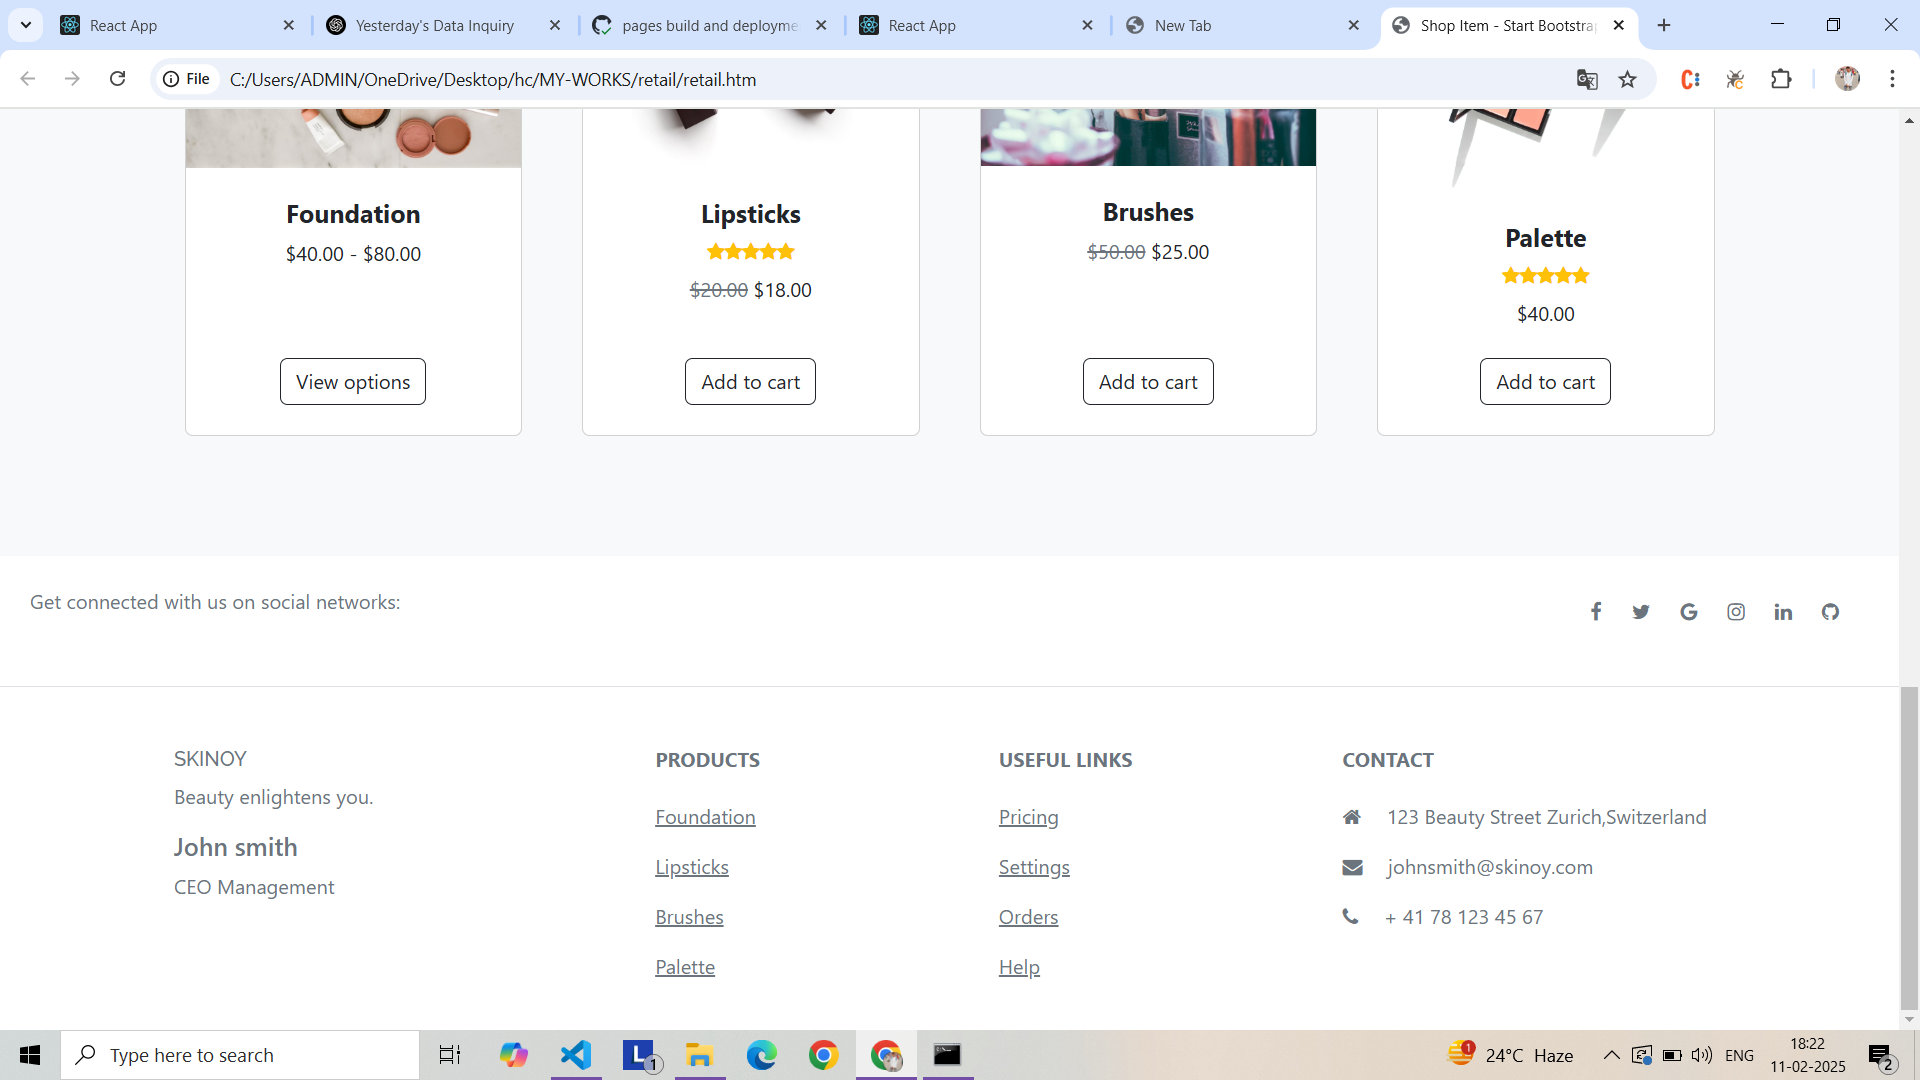 React App
Yesterday's Data Inquiry
pages build and deployme
React App
New Tab
Shop Item - Start Bootstrap
File
C:/Users/ADMIN/OneDrive/Desktop/hc/MY-WORKS/retail/retail.htm
Foundation
$40.00 - $80.00
View options
Lipsticks
$20.00 $18.00
Add to cart
Brushes
$50.00 $25.00
Add to cart
Palette
$40.00
Add to cart
Get connected with us on social networks:
SKINOY
Beauty enlightens you.
John smith
CEO Management
PRODUCTS
Foundation
Lipsticks
Brushes
Palette
USEFUL LINKS
Pricing
Settings
Orders
Help
CONTACT
123 Beauty Street Zurich,Switzerland
johnsmith@skinoy.com
+ 41 78 123 45 67
Type here to search
L
1
1
24°C Haze
ENG
18:22
11-02-2025
2